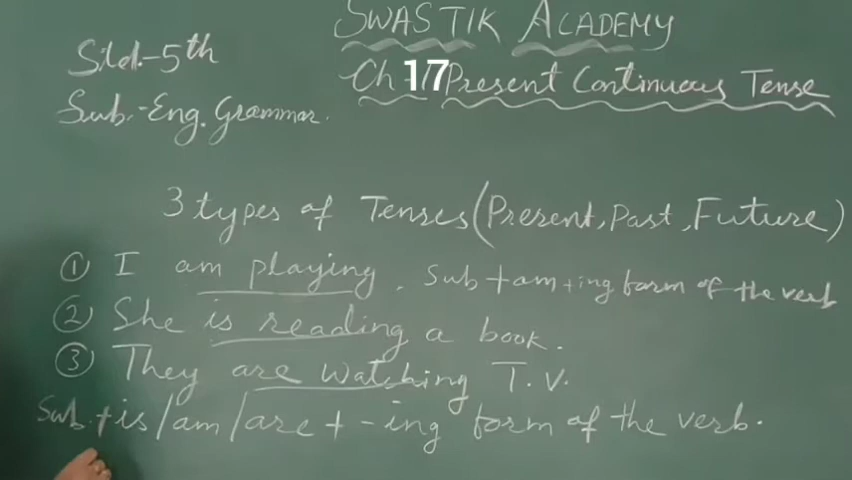 SWASTIK ACADEMY
Std.-5th
Ch 17 Present Continuous Tense
Sub.-Eng. Grammar.
3 types of Tenses (Present, Past, Future)
① I am playing. Sub + am + ing form of the verb
② She is reading a book.
③ They are watching T.V.
Sub. + is/am/are + -ing form of the verb.